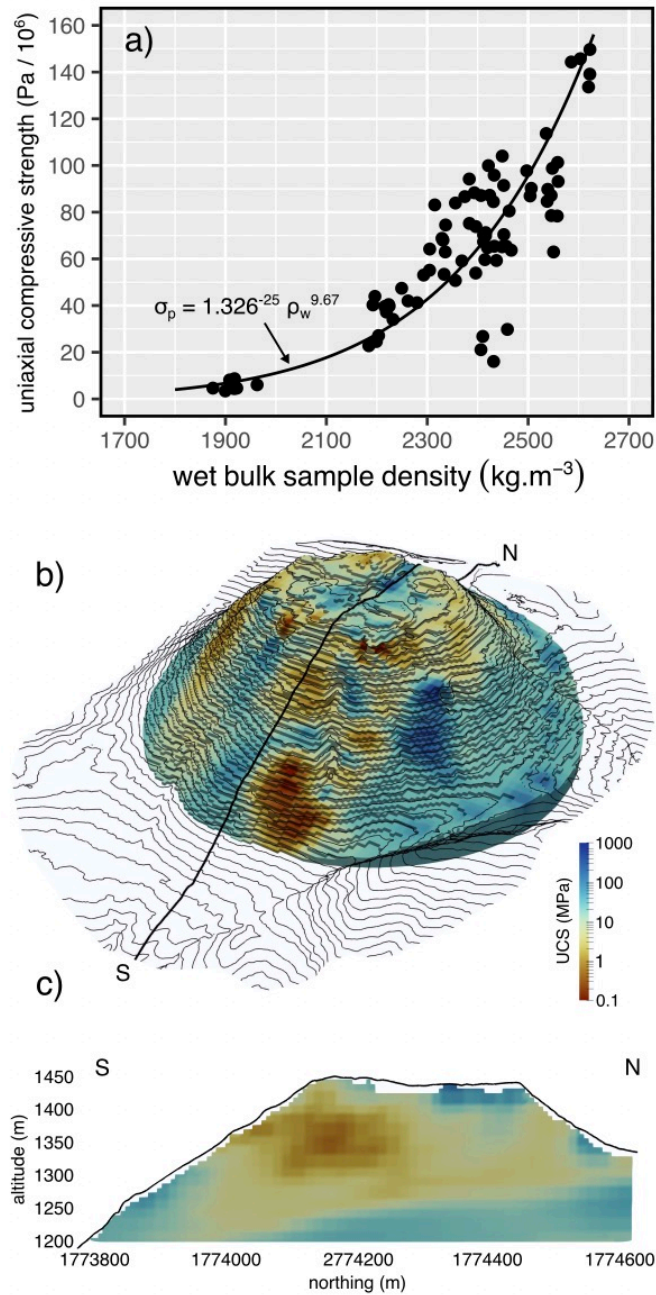 a)
uniaxial compressive strength (Pa / 10⁶)
160
140
120
100
80
60
40
20
0
σp = 1.326⁻²⁵ ρw⁹·⁶⁷
1700 1900 2100 2300 2500 2700
wet bulk sample density (kg.m⁻³)
b)
N
S
UCS (MPa)
1000
100
10
1
0.1
c)
S N
altitude (m)
1450
1400
1350
1300
1250
1200
1773800 1774000 2774200 1774400 1774600
northing (m)